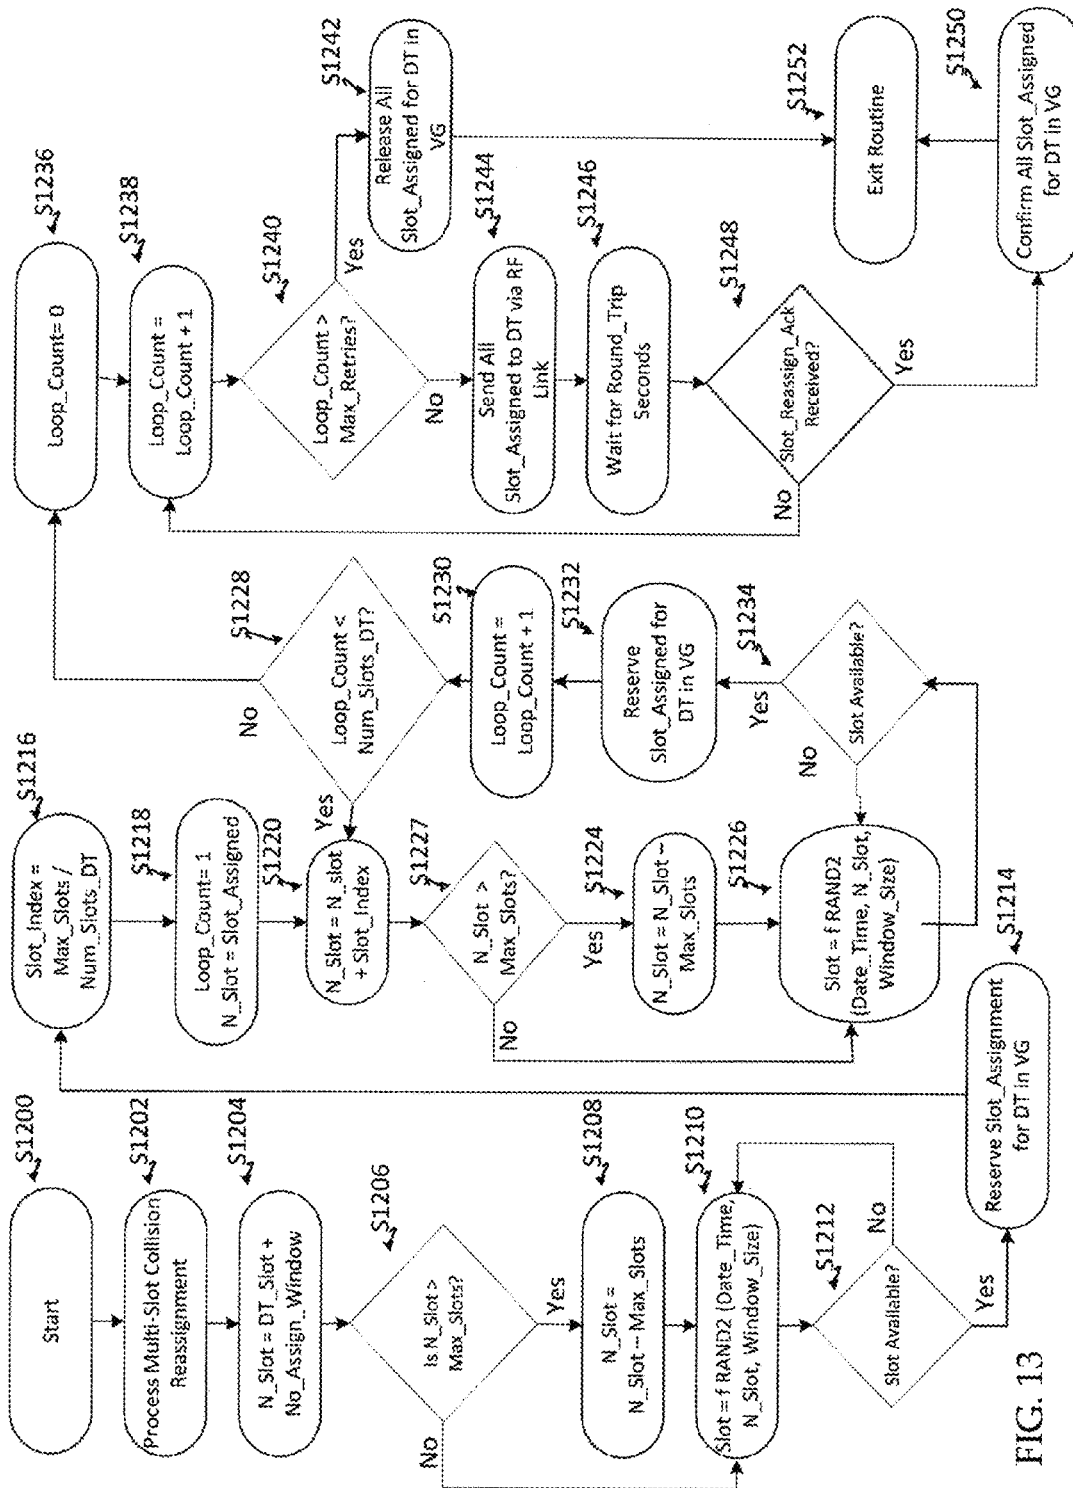 S1200
Start
S1202
Process Multi-Slot Collision
Reassignment
S1204
N_Slot = DT_Slot +
No_Assign_Window
S1206
Is N_Slot >
Max_Slots?
No
Yes
S1208
N_Slot =
N_Slot – Max_Slots
S1210
Slot = f RAND2 (Date_Time,
N_Slot, Window_Size)
S1212
Slot Available?
No
Yes
S1214
Reserve Slot_Assignment
for DT in VG
S1216
Slot_Index =
Max_Slots /
Num_Slots_DT
S1218
Loop_Count= 1
N_Slot = Slot_Assigned
S1220
N_Slot = N_slot
+ Slot_Index
S1227
N_Slot >
Max_Slots?
No
Yes
S1224
N_Slot = N_Slot –
Max_Slots
S1226
Slot = f RAND2
(Date_Time, N_Slot,
Window_Size)
S1228
Loop_Count <
Num_Slots_DT?
No
Yes
S1230
Loop_Count =
Loop_Count + 1
S1232
Reserve
Slot_Assigned for
DT in VG
S1234
Slot Available?
Yes
No
S1236
Loop_Count= 0
S1238
Loop_Count =
Loop_Count + 1
S1240
Loop_Count >
Max_Retries?
Yes
No
S1242
Release All
Slot_Assigned for DT in
VG
S1244
Send All
Slot_Assigned to DT via RF
Link
S1246
Wait for Round_Trip
Seconds
S1248
Slot_Reassign_Ack
Received?
No
Yes
S1250
Confirm All Slot_Assigned
for DT in VG
S1252
Exit Routine
FIG. 13